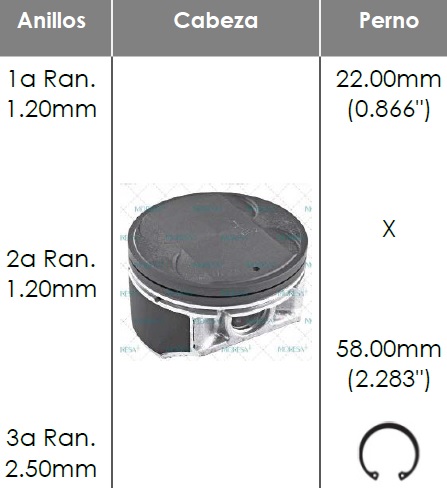 Anillos
Cabeza
Perno
1a Ran.
1.20mm
2a Ran.
1.20mm
3a Ran.
2.50mm
MORESA
22.00mm
(0.866")
X
58.00mm
(2.283")